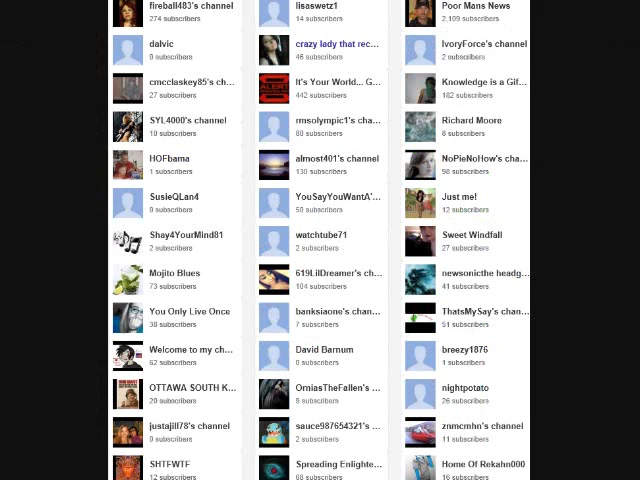 fireball483's channel
274 subscribers
lisaswetz1
14 subscribers
Poor Mans News
2,109 subscribers
dalvic
0 subscribers
crazy lady that rec...
46 subscribers
IvoryForce's channel
2 subscribers
cmcclaskey85's ch...
27 subscribers
It's Your World... G...
442 subscribers
Knowledge is a Gif...
182 subscribers
SYL4000's channel
10 subscribers
rmsolympic1's cha...
80 subscribers
Richard Moore
6 subscribers
HOFbama
1 subscribers
almost401's channel
130 subscribers
NoPieNoHow's cha...
98 subscribers
SusieQLan4
0 subscribers
YouSayYouWantA'...
50 subscribers
Just me!
12 subscribers
Shay4YourMind81
2 subscribers
watchtube71
2 subscribers
Sweet Windfall
27 subscribers
Mojito Blues
73 subscribers
619LilDreamer's ch...
104 subscribers
newsonicthe headg...
41 subscribers
You Only Live Once
38 subscribers
banksiaone's chan...
7 subscribers
ThatsMySay's chan...
51 subscribers
Welcome to my ch...
62 subscribers
David Barnum
0 subscribers
breezy1876
1 subscribers
OTTAWA SOUTH K...
20 subscribers
OmiasTheFallen's ...
9 subscribers
nightpotato
26 subscribers
justajill78's channel
0 subscribers
sauce987654321's ...
2 subscribers
znmcmhn's channel
11 subscribers
SHTFWTF
12 subscribers
Spreading Enlighte...
68 subscribers
Home Of Rekahn000
16 subscribers